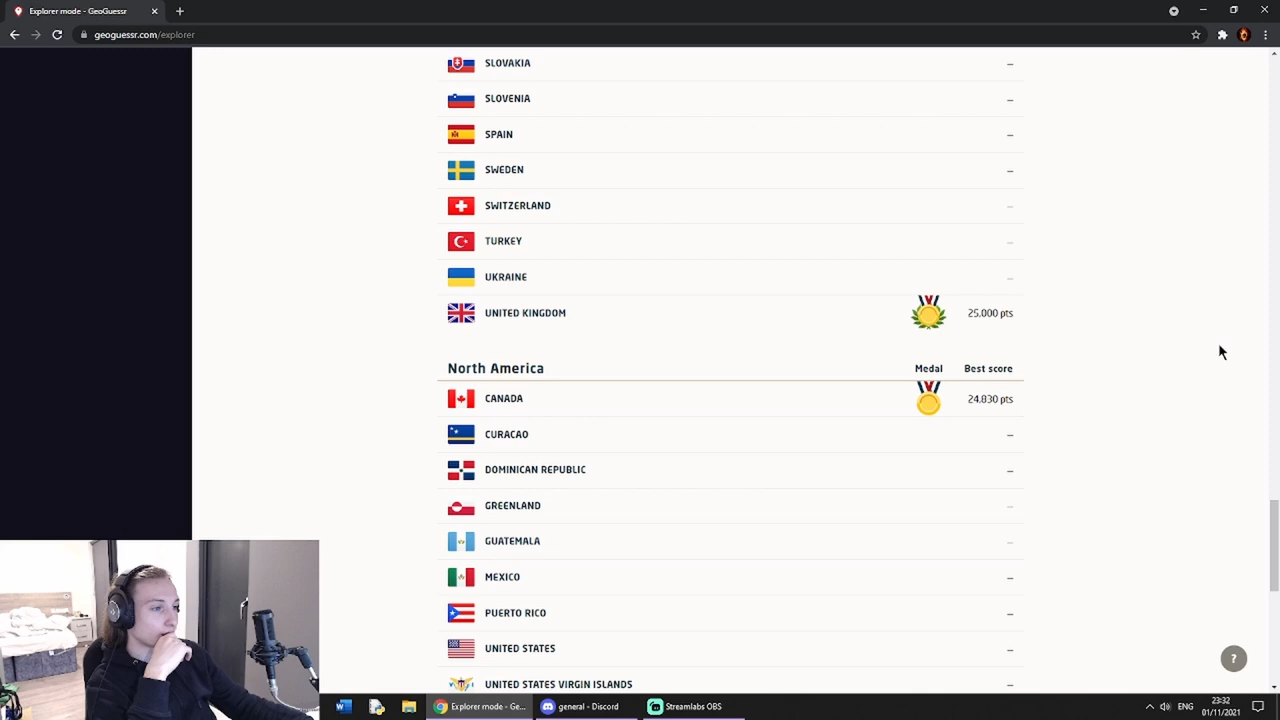 Explorer mode - GeoGuessr
geoguessr.com/explorer
SLOVAKIA –
SLOVENIA –
SPAIN –
SWEDEN –
SWITZERLAND –
TURKEY –
UKRAINE –
UNITED KINGDOM 25.000 pts
North America Medal Best score
CANADA 24.830 pts
CURACAO –
DOMINICAN REPUBLIC –
GREENLAND –
GUATEMALA –
MEXICO –
PUERTO RICO –
UNITED STATES –
UNITED STATES VIRGIN ISLANDS
?
Explorer mode - Ge... general - Discord Streamlabs OBS ENG 23:32
01/11/2021